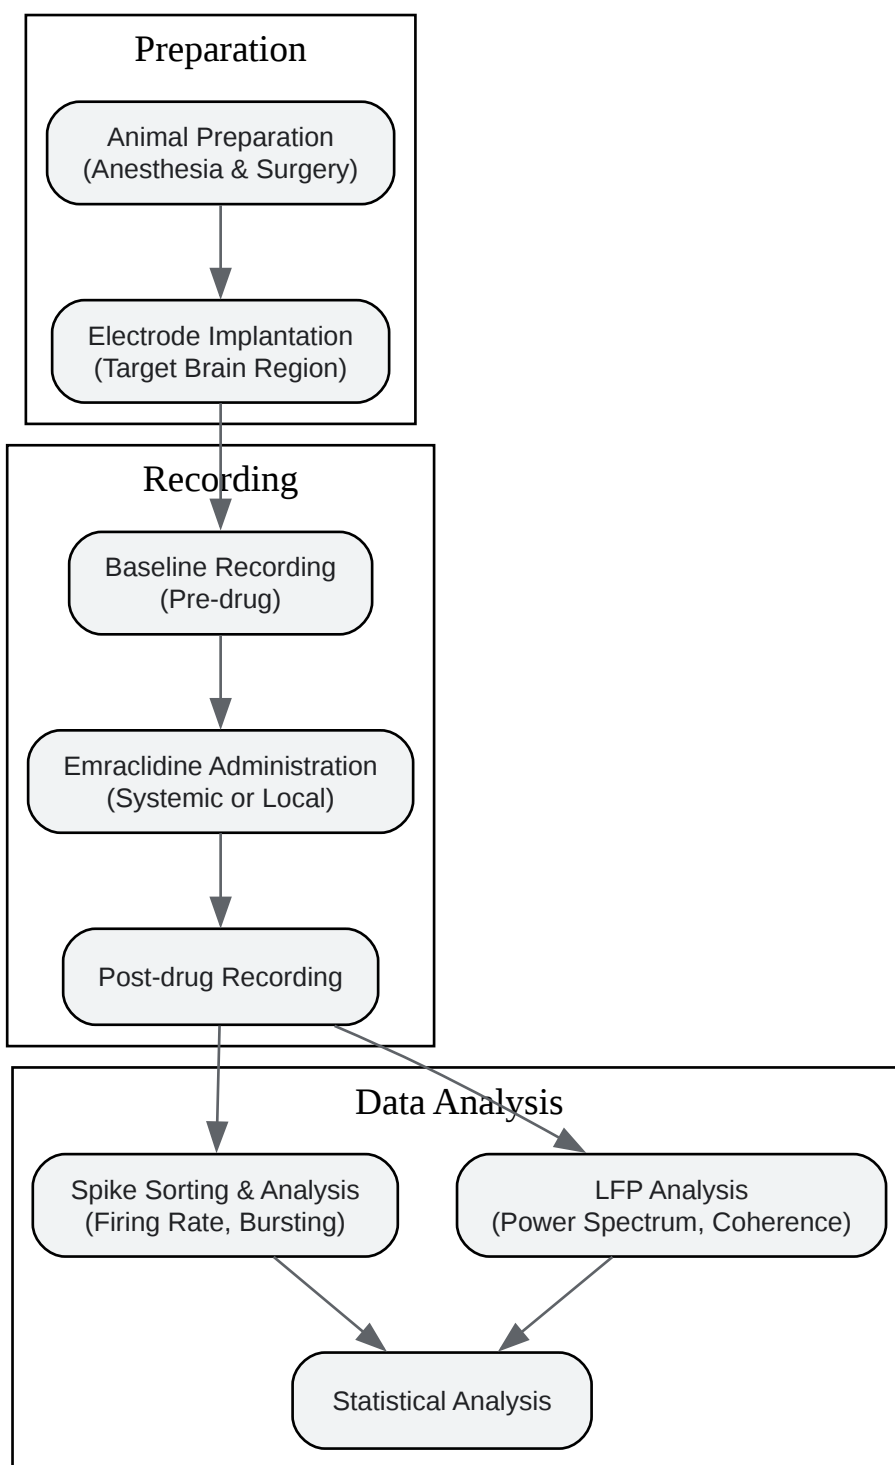 Preparation
Animal Preparation
(Anesthesia & Surgery)
Electrode Implantation
(Target Brain Region)
Recording
Baseline Recording
(Pre-drug)
Emraclidine Administration
(Systemic or Local)
Post-drug Recording
Data Analysis
Spike Sorting & Analysis
(Firing Rate, Bursting)
LFP Analysis
(Power Spectrum, Coherence)
Statistical Analysis